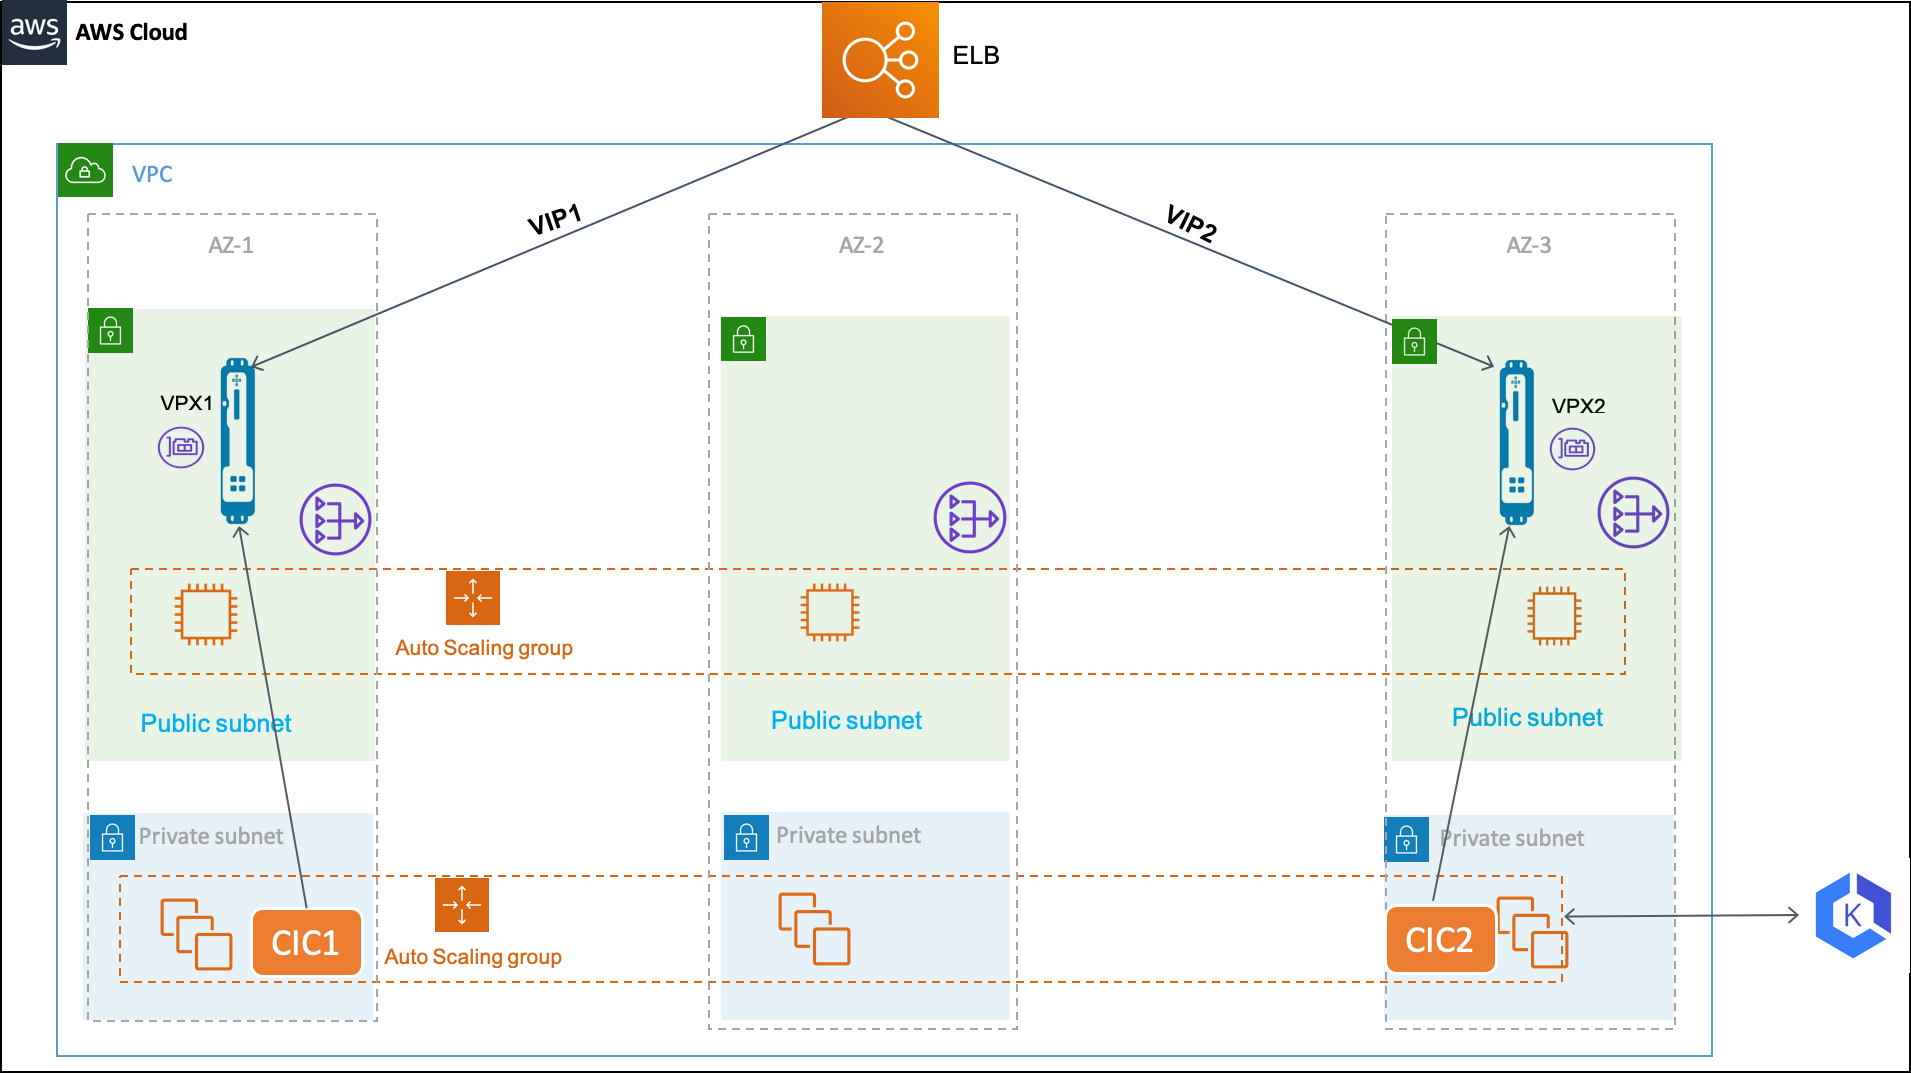 aws
AWS Cloud
ELB
VPC
VIP1
VIP2
AZ-1
AZ-2
AZ-3
VPX1
VPX2
Auto Scaling group
Public subnet
Public subnet
Public subnet
Private subnet
Private subnet
Private subnet
CIC1
Auto Scaling group
CIC2
K